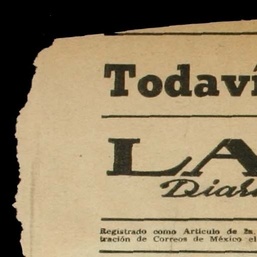 Todaví
LA
Diari
Registrado como Artículo de 2a.
tración de Correos de México el